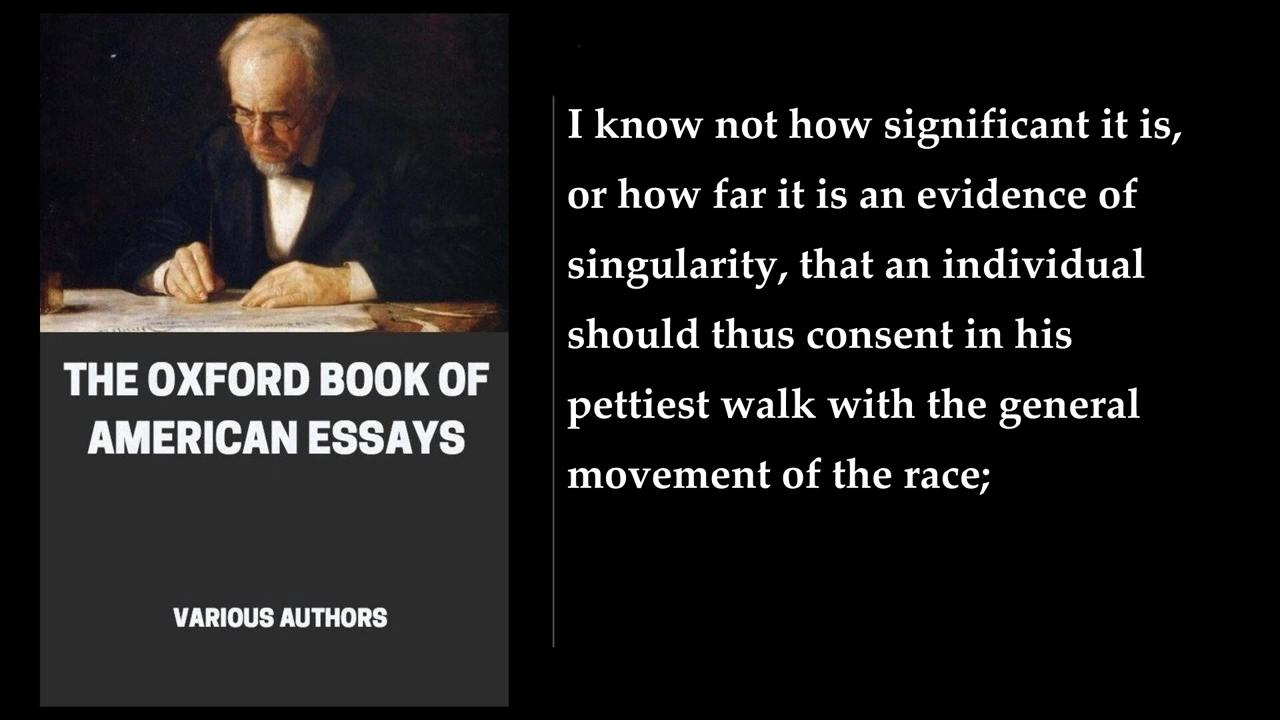 THE OXFORD BOOK OF
AMERICAN ESSAYS
VARIOUS AUTHORS
I know not how significant it is,
or how far it is an evidence of
singularity, that an individual
should thus consent in his
pettiest walk with the general
movement of the race;